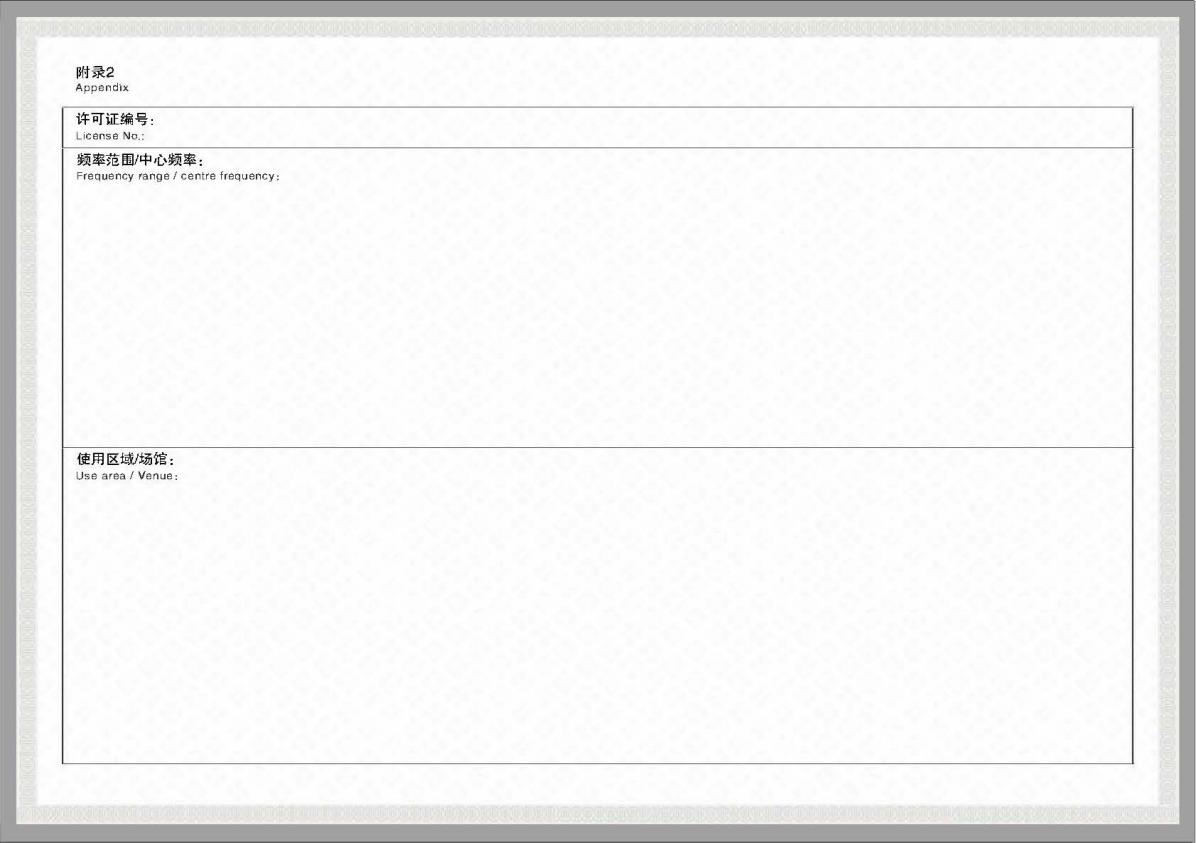 附录2
Appendix
许可证编号：
License No.:
频率范围/中心频率：
Frequency range / centre frequency：
使用区域/场馆：
Use area / Venue：